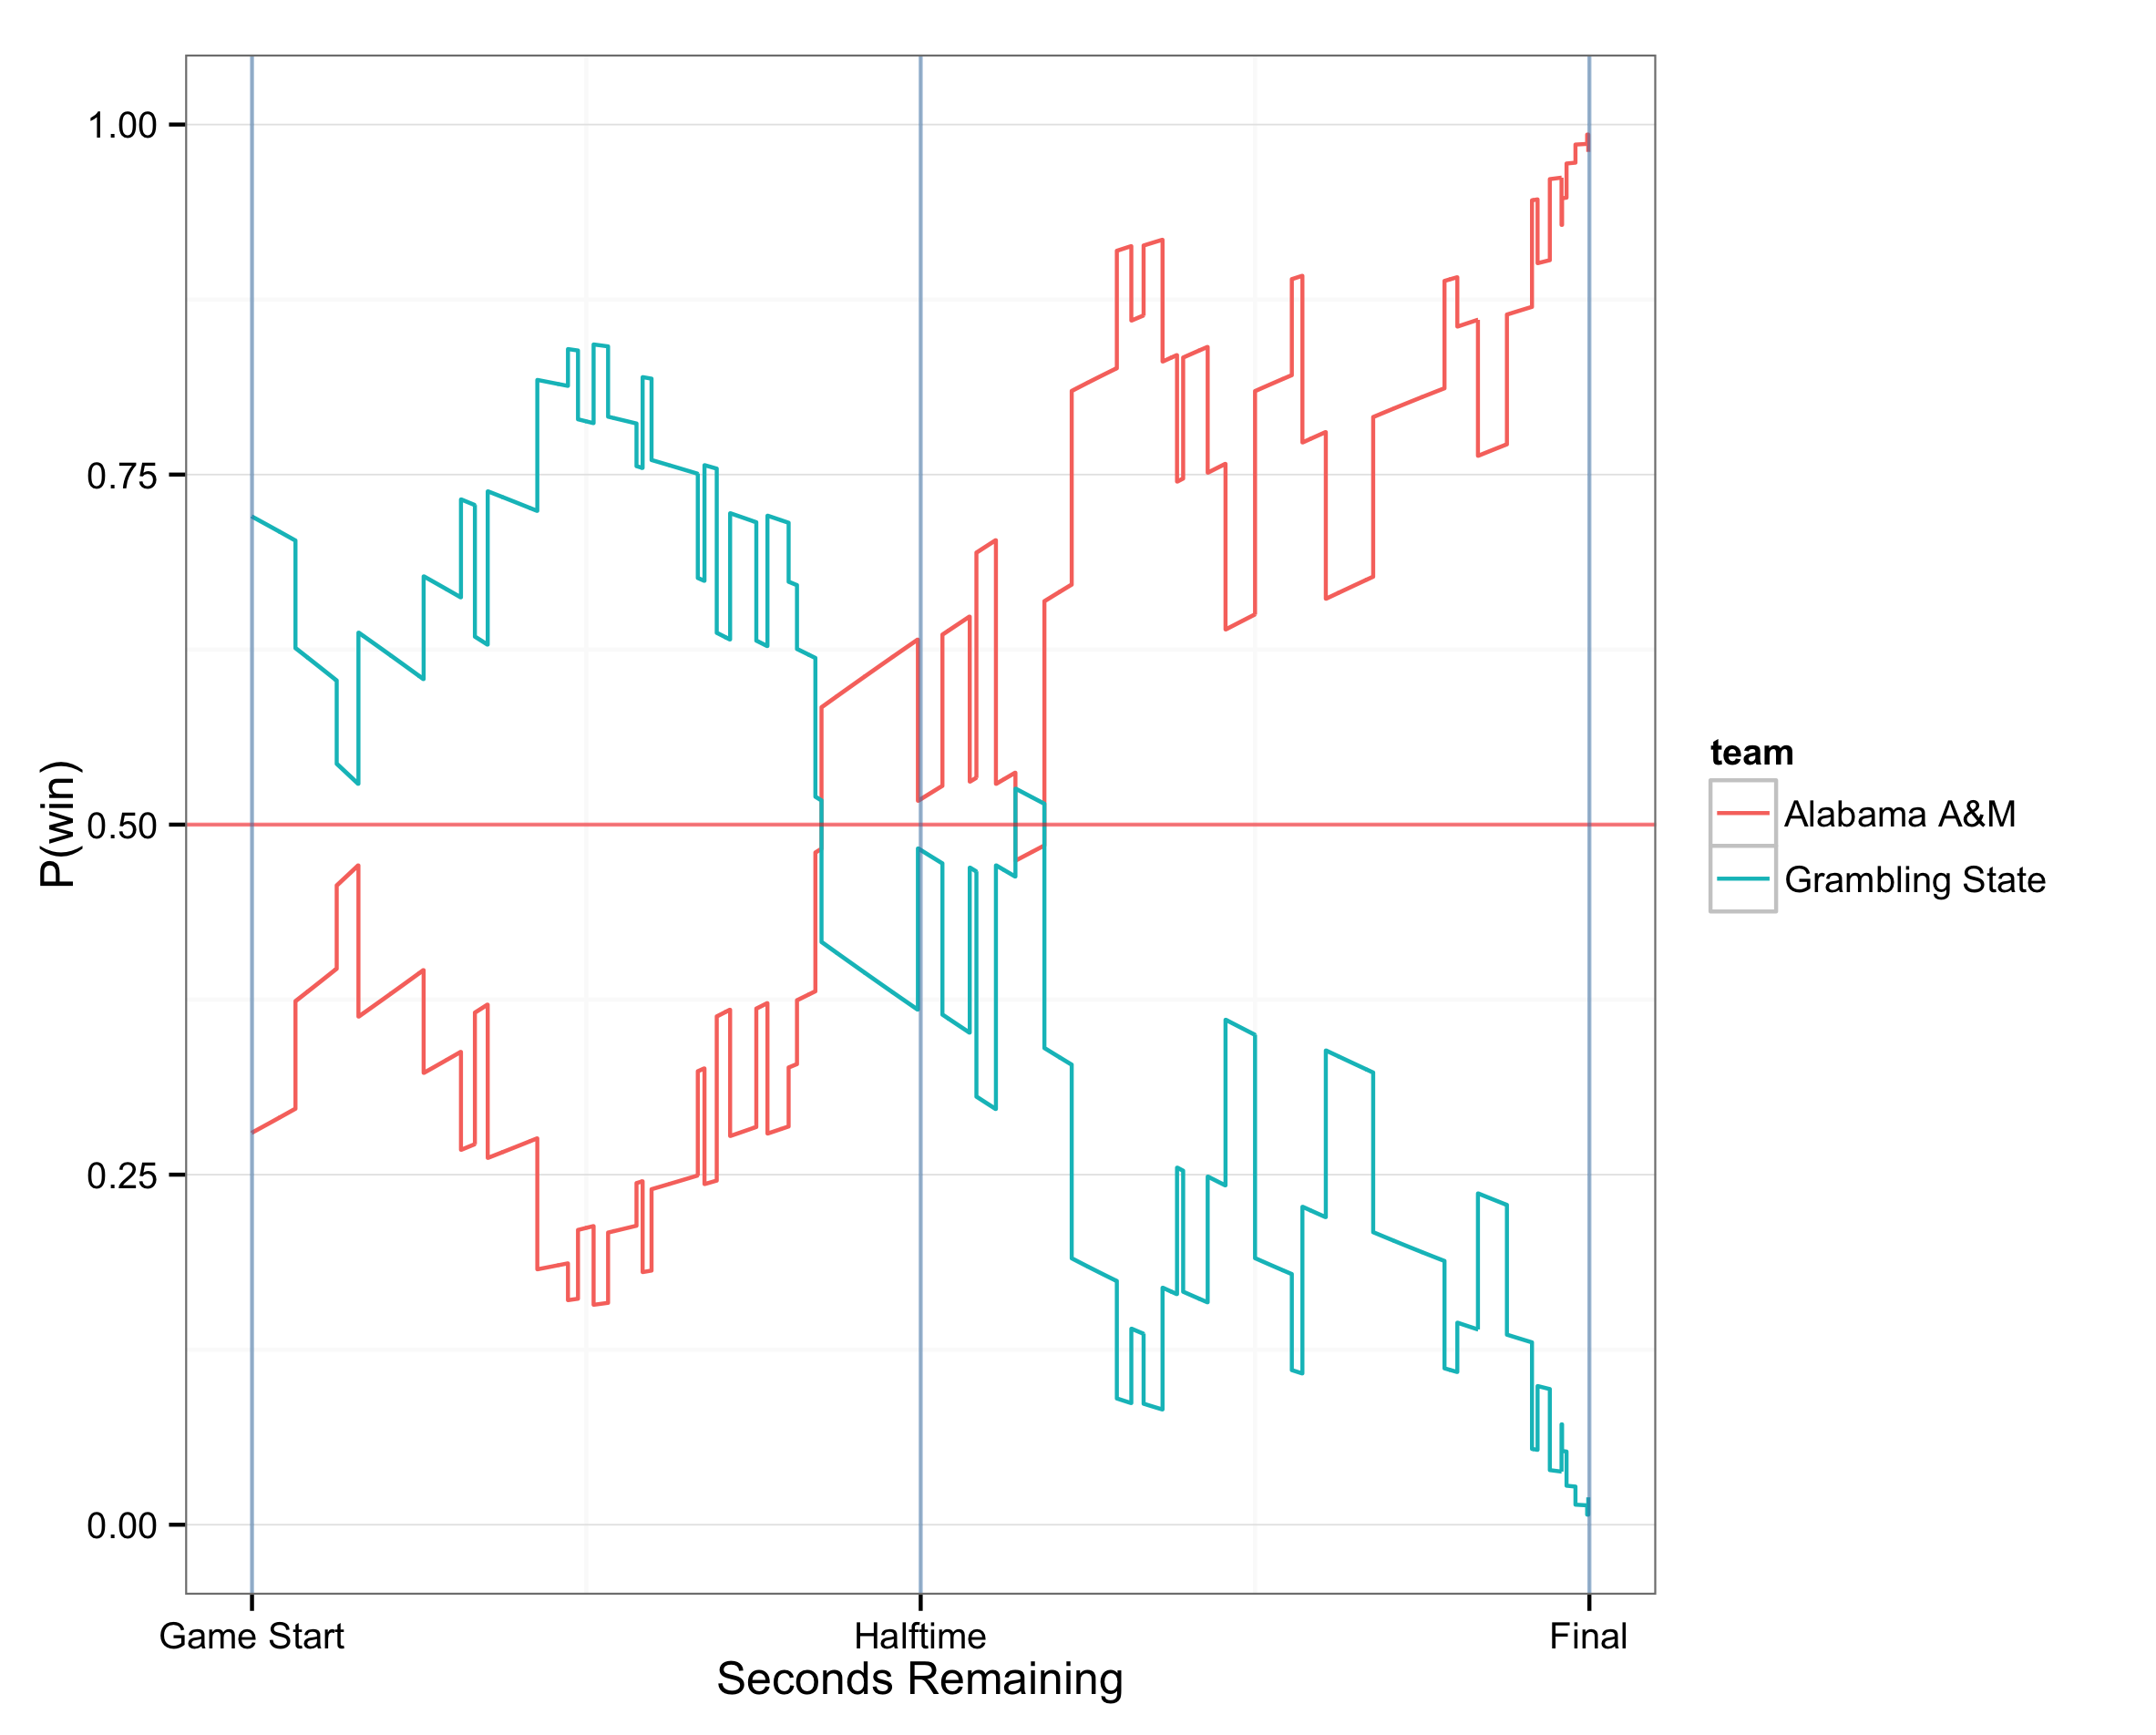 1.00
0.75
0.50
0.25
0.00
P(win)
Game Start
Halftime
Final
Seconds Remaining
team
Alabama A&M
Grambling State